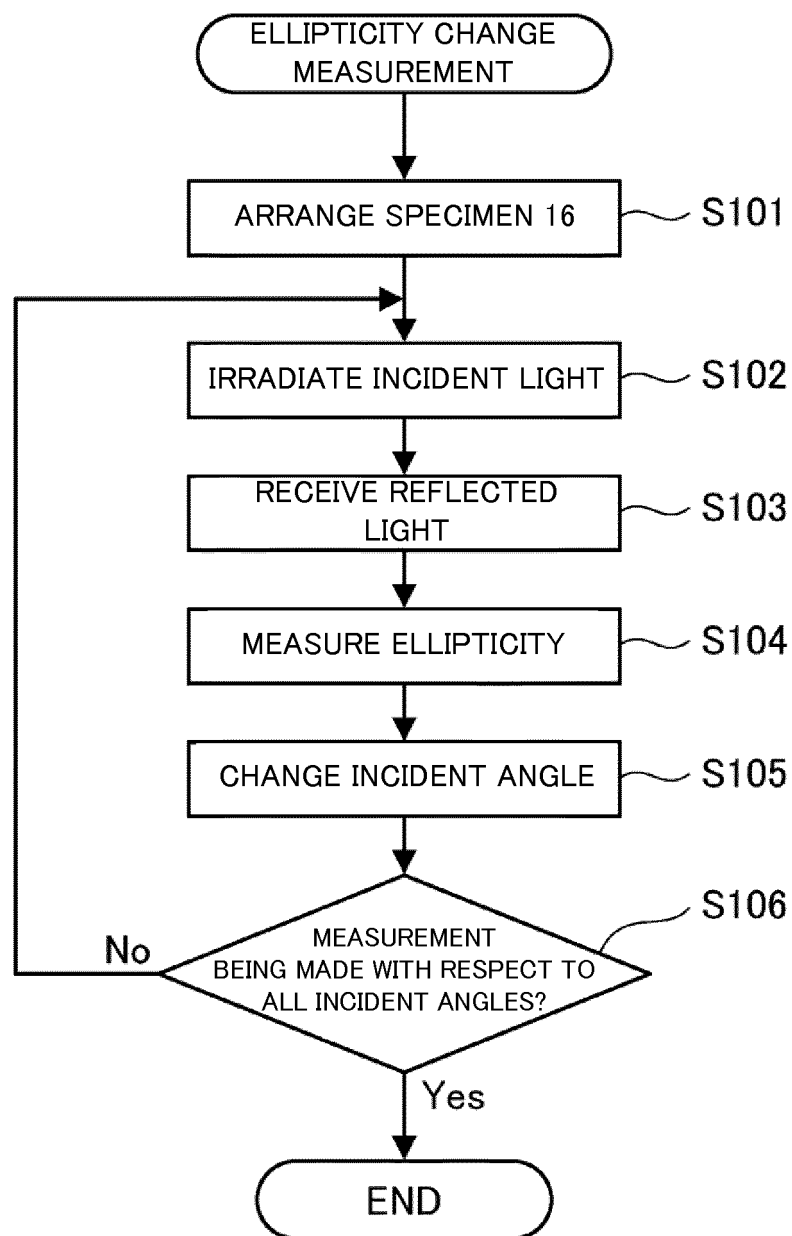 ELLIPTICITY CHANGE
MEASUREMENT
ARRANGE SPECIMEN 16
S101
IRRADIATE INCIDENT LIGHT
S102
RECEIVE REFLECTED
LIGHT
S103
MEASURE ELLIPTICITY
S104
CHANGE INCIDENT ANGLE
S105
S106
MEASUREMENT
BEING MADE WITH RESPECT TO
ALL INCIDENT ANGLES?
No
Yes
END